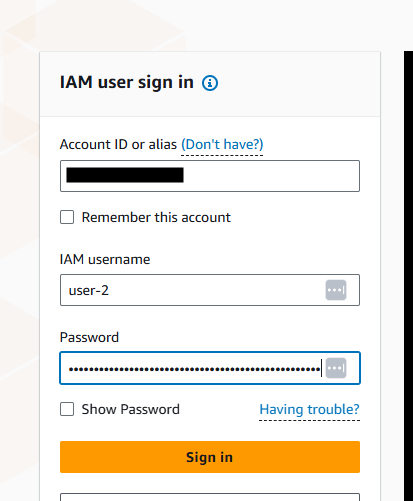 IAM user sign in
Account ID or alias (Don't have?)
Remember this account
IAM username
user-2
Password
Show Password Having trouble?
Sign in